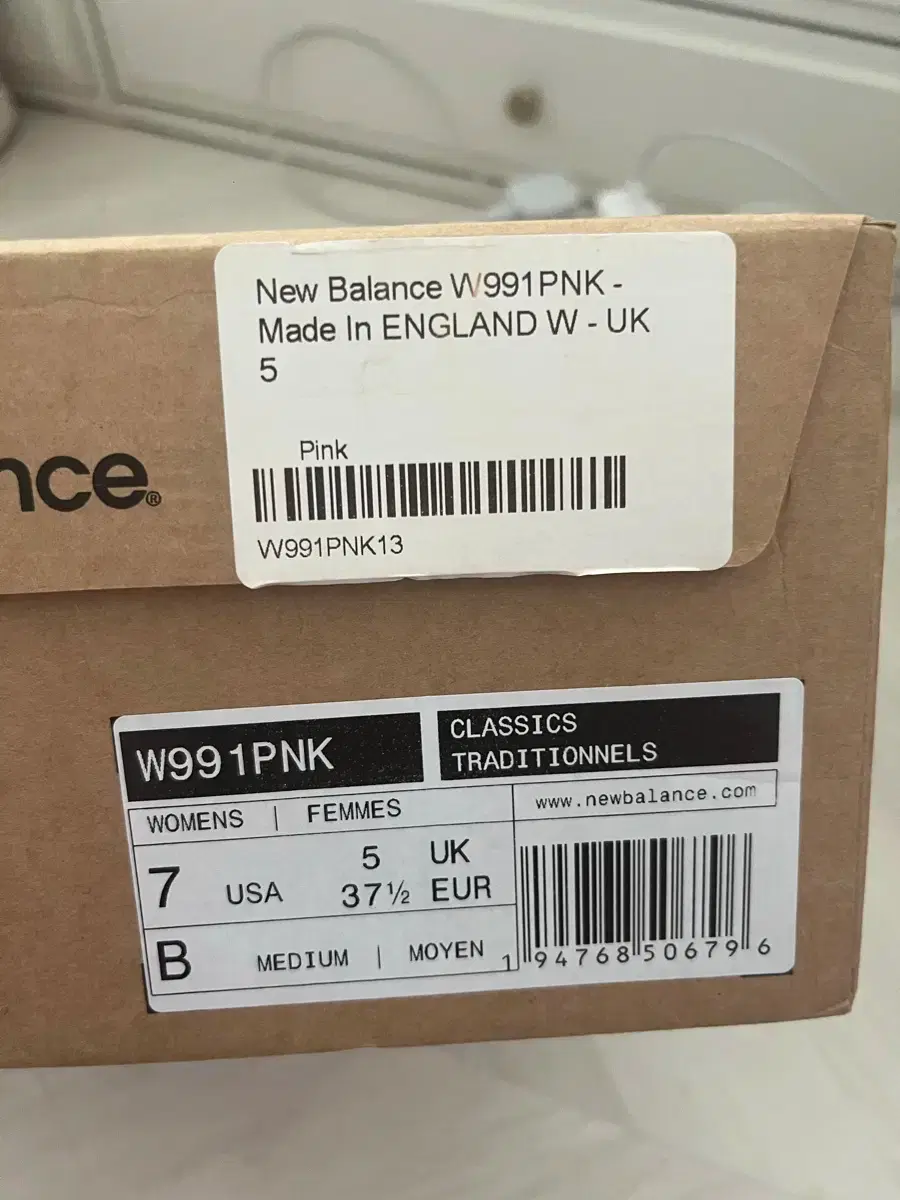 New Balance W991PNK -
Made In ENGLAND W - UK
5
Pink
W991PNK13
nce®
W991PNK
CLASSICS
TRADITIONNELS
WOMENS | FEMMES
www.newbalance.com
7 USA 5 UK
37½ EUR
B MEDIUM | MOYEN
1 94768 50679 6